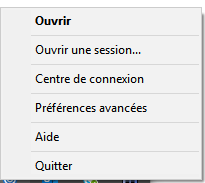 Ouvrir
Ouvrir une session...
Centre de connexion
Préférences avancées
Aide
Quitter